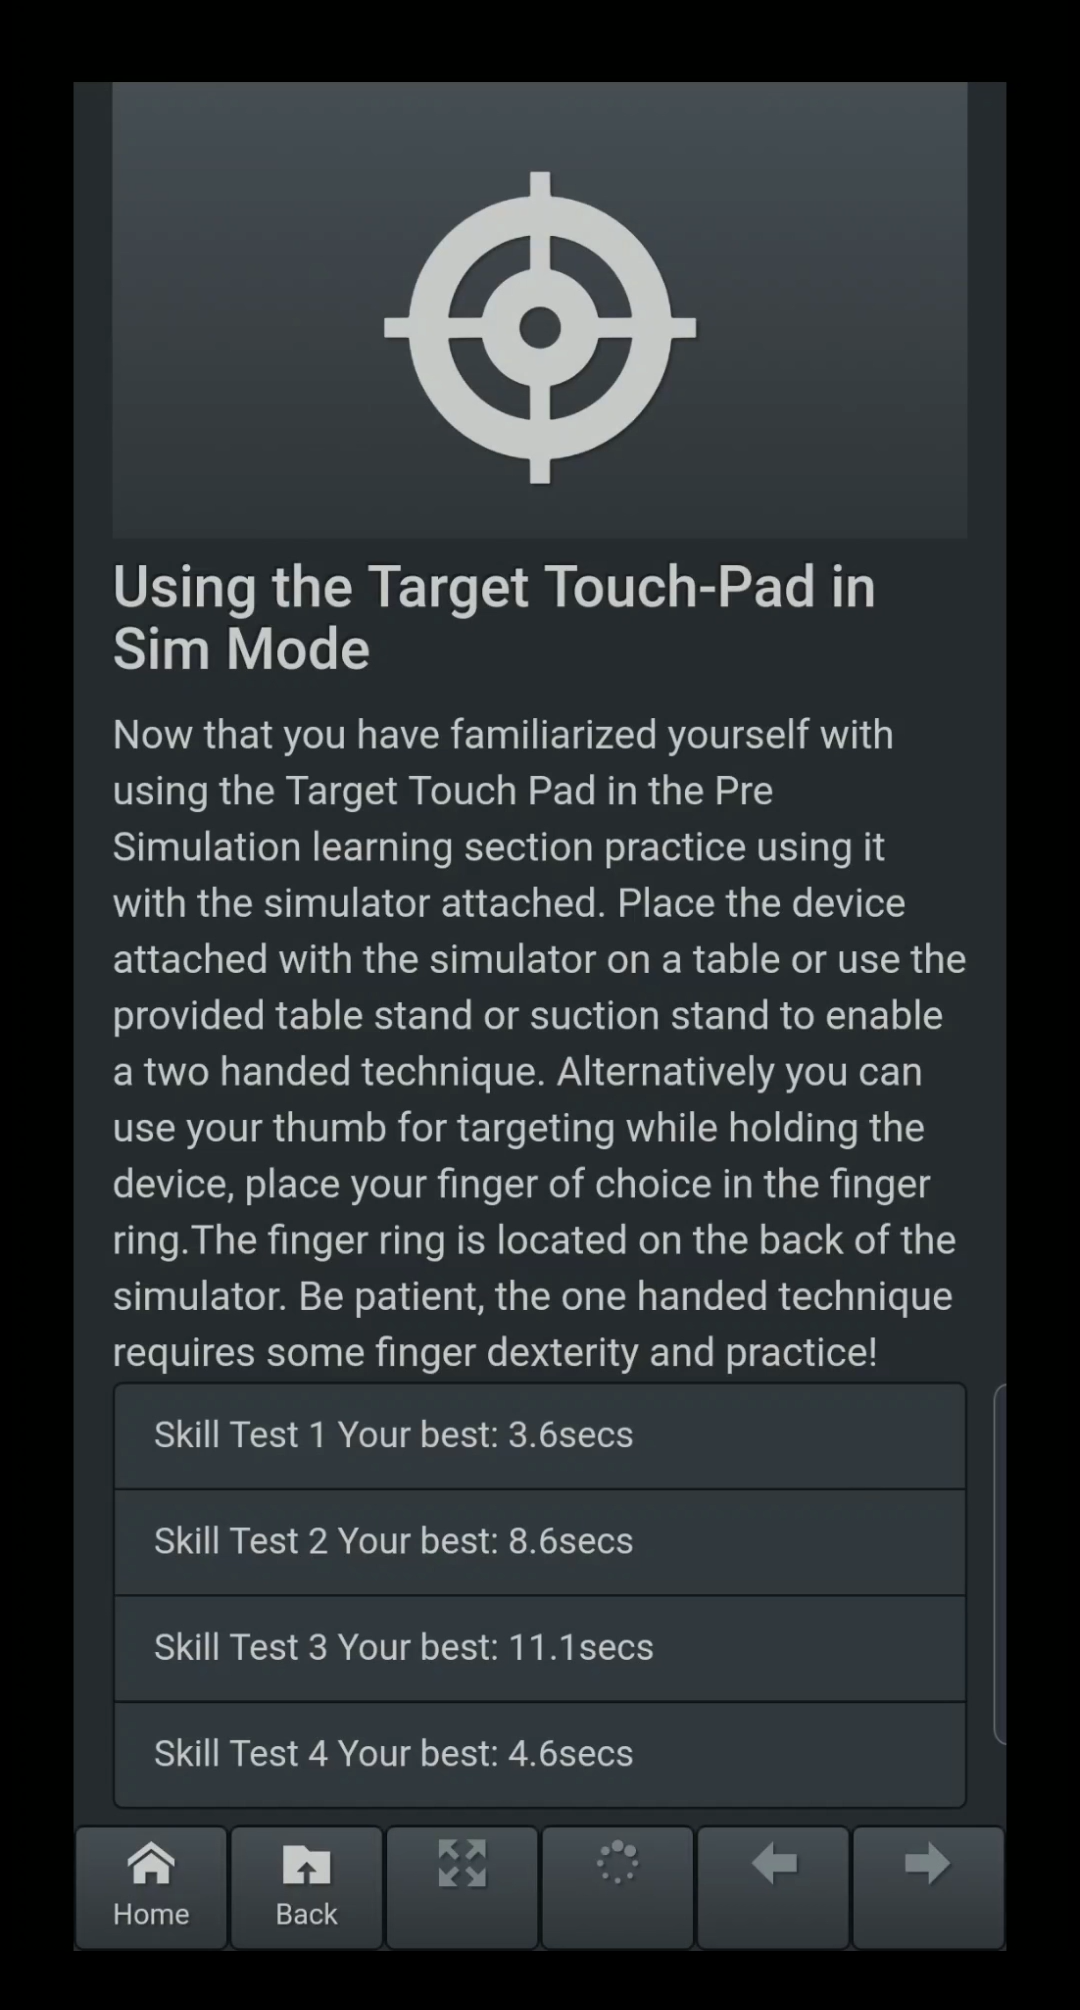 Using the Target Touch-Pad in
Sim Mode
Now that you have familiarized yourself with
using the Target Touch Pad in the Pre
Simulation learning section practice using it
with the simulator attached. Place the device
attached with the simulator on a table or use the
provided table stand or suction stand to enable
a two handed technique. Alternatively you can
use your thumb for targeting while holding the
device, place your finger of choice in the finger
ring.The finger ring is located on the back of the
simulator. Be patient, the one handed technique
requires some finger dexterity and practice!
Skill Test 1 Your best: 3.6secs
Skill Test 2 Your best: 8.6secs
Skill Test 3 Your best: 11.1secs
Skill Test 4 Your best: 4.6secs
Home
Back